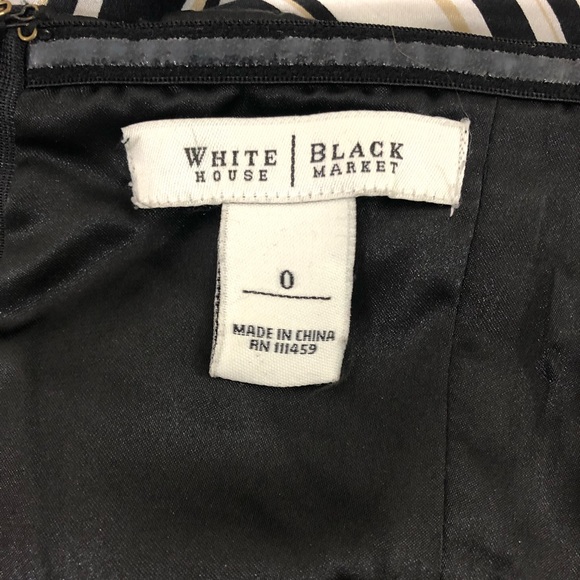 WHITE | BLACK
HOUSE | MARKET
0
MADE IN CHINA
RN 111459